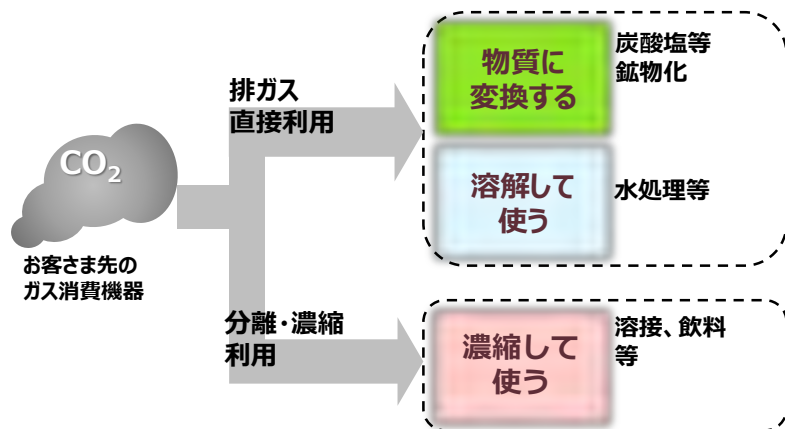 CO₂
お客さま先の
ガス消費機器
排ガス
直接利用
物質に
変換する
炭酸塩等
鉱物化
溶解して
使う
水処理等
分離・濃縮
利用
濃縮して
使う
溶接、飲料
等